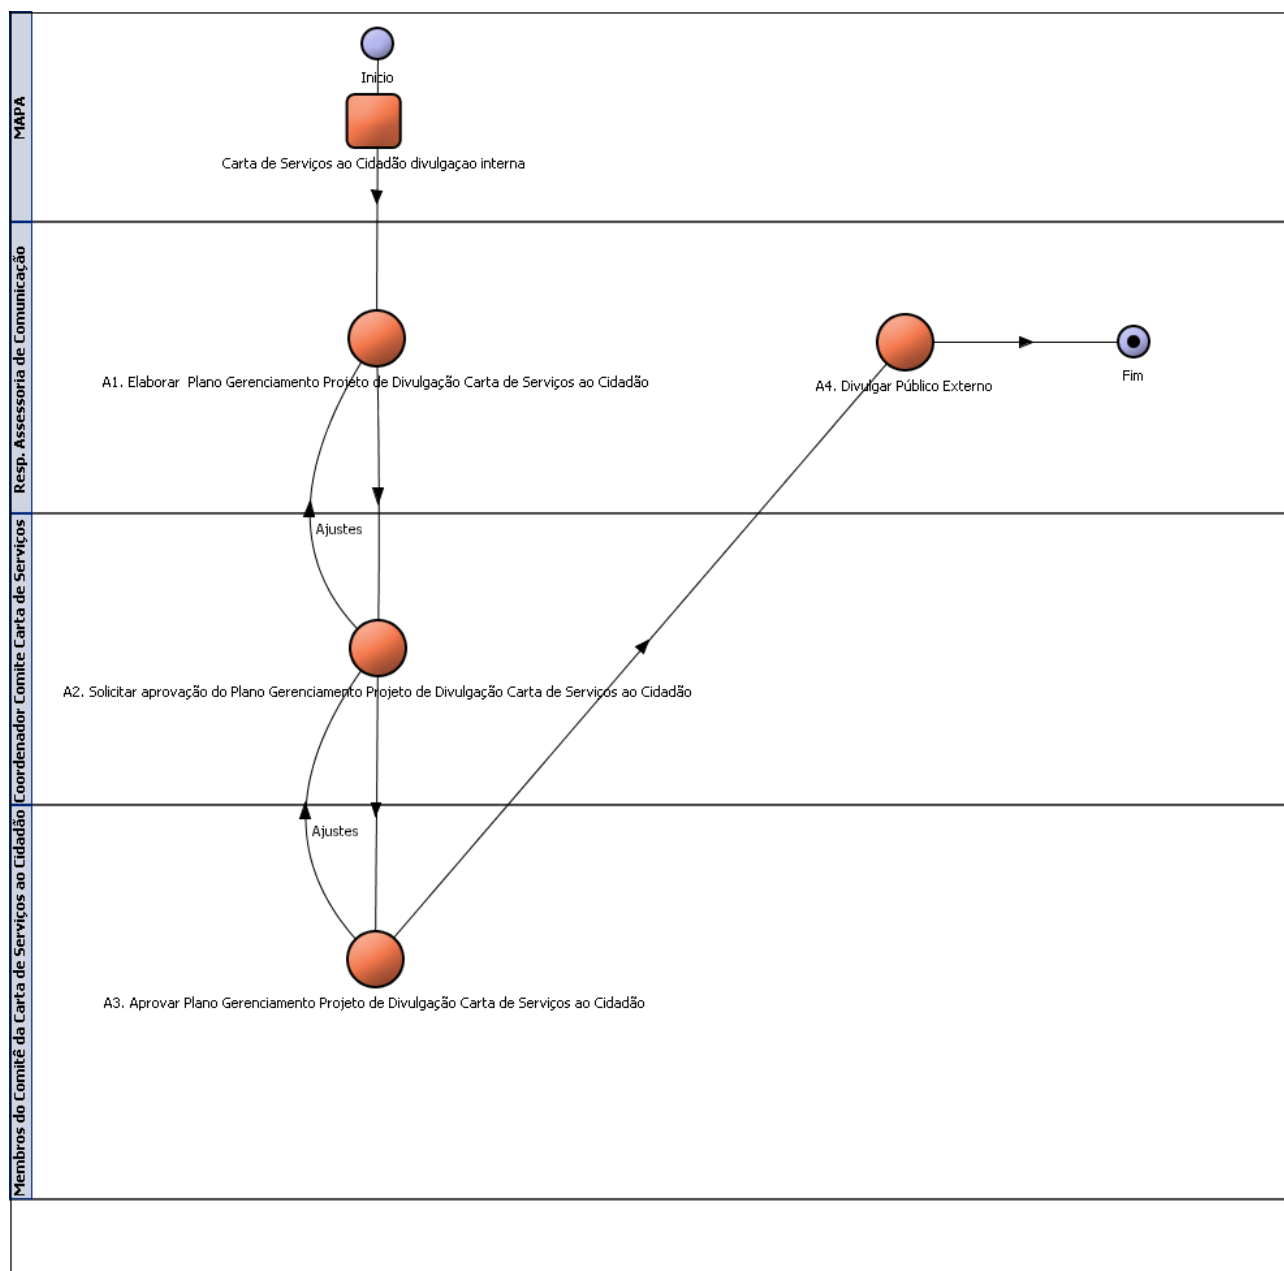 MAPA
Inicio
Carta de Serviços ao Cidadão divulgaçao interna
Resp. Assessoria de Comunicação
A1. Elaborar  Plano Gerenciamento Projeto de Divulgação Carta de Serviços ao Cidadão
A4. Divulgar Público Externo
Fim
Coordenador Comite Carta de Serviços
Ajustes
A2. Solicitar aprovação do Plano Gerenciamento Projeto de Divulgação Carta de Serviços ao Cidadão
Membros do Comitê da Carta de Serviços ao Cidadão
Ajustes
A3. Aprovar Plano Gerenciamento Projeto de Divulgação Carta de Serviços ao Cidadão